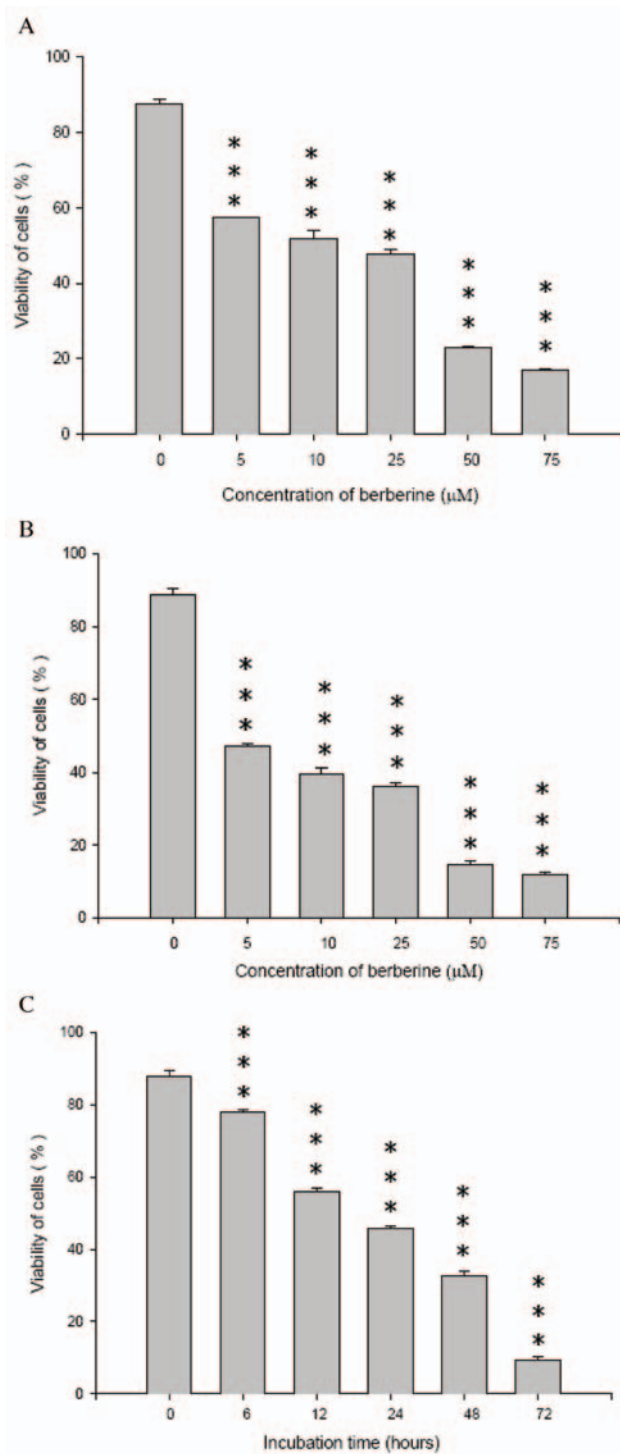 A
100
80
60
40
20
0
Viability of cells ( % )
***
***
***
***
***
0 5 10 25 50 75
Concentration of berberine (μM)
B
100
80
60
40
20
0
Viability of cells ( % )
***
***
***
***
***
0 5 10 25 50 75
Concentration of berberine (μM)
C
100
80
60
40
20
0
Viability of cells ( % )
***
***
***
***
***
0 6 12 24 48 72
Incubation time (hours)